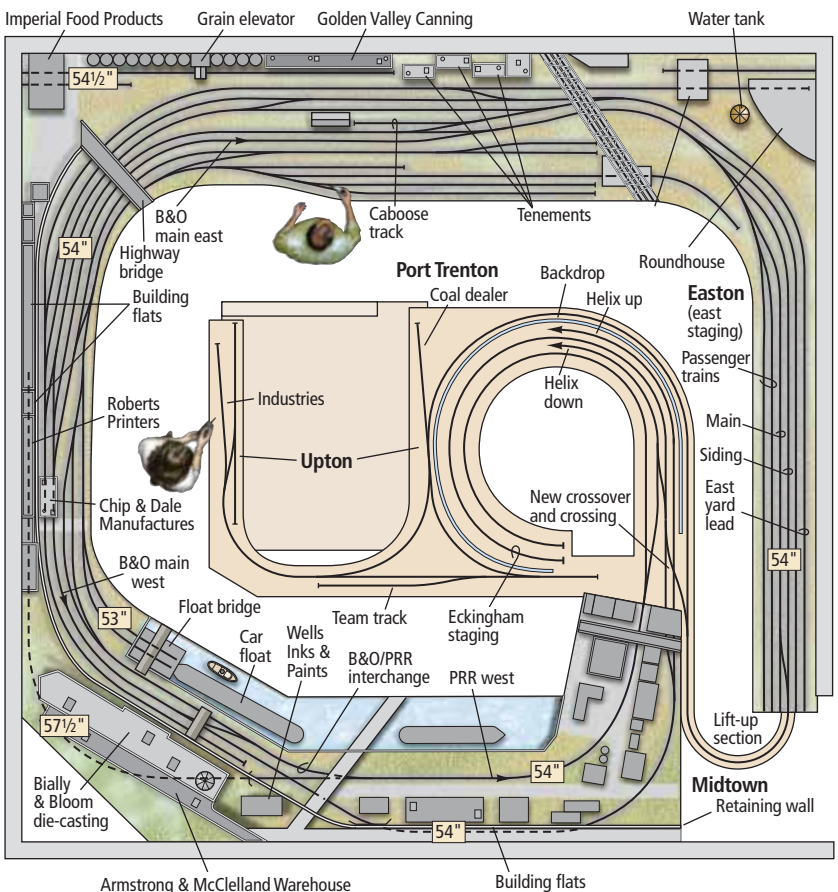 Imperial Food Products
Grain elevator
Golden Valley Canning
Water tank
54½"
B&O
main east
Caboose
track
Tenements
Highway
bridge
54"
Building
flats
Roundhouse
Port Trenton
Coal dealer
Backdrop
Helix up
Easton
(east
staging)
Helix
down
Passenger
trains
Industries
Roberts
Printers
Main
Upton
Siding
East
yard
lead
Chip & Dale
Manufactures
New crossover
and crossing
B&O main
west
54"
53"
Float bridge
Team track
Eckingham
staging
Car
float
Wells
Inks &
Paints
B&O/PRR
interchange
PRR west
57½"
54"
Lift-up
section
Bially
& Bloom
die-casting
Midtown
Retaining wall
54"
Armstrong & McClelland Warehouse
Building flats